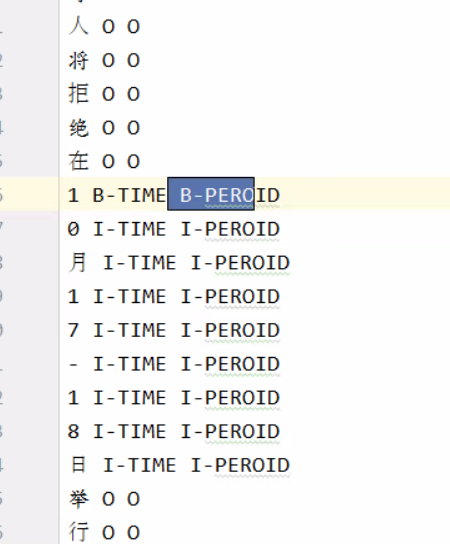 人 O O
将 O O
拒 O O
绝 O O
在 O O
1 B-TIME B-PEROID
0 I-TIME I-PEROID
月 I-TIME I-PEROID
1 I-TIME I-PEROID
7 I-TIME I-PEROID
- I-TIME I-PEROID
1 I-TIME I-PEROID
8 I-TIME I-PEROID
日 I-TIME I-PEROID
举 O O
行 O O